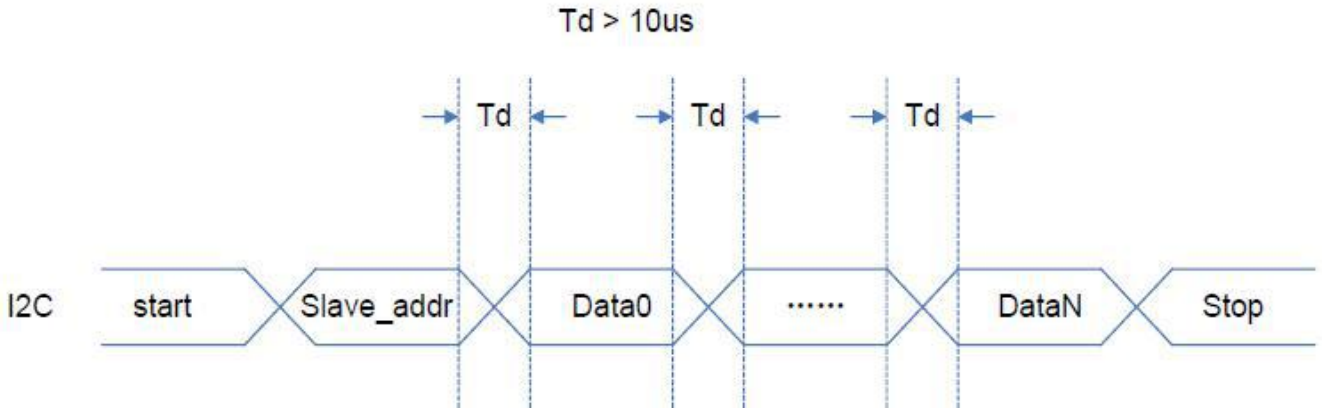 Td > 10us
Td Td Td
I2C start Slave_addr Data0 ...... DataN Stop